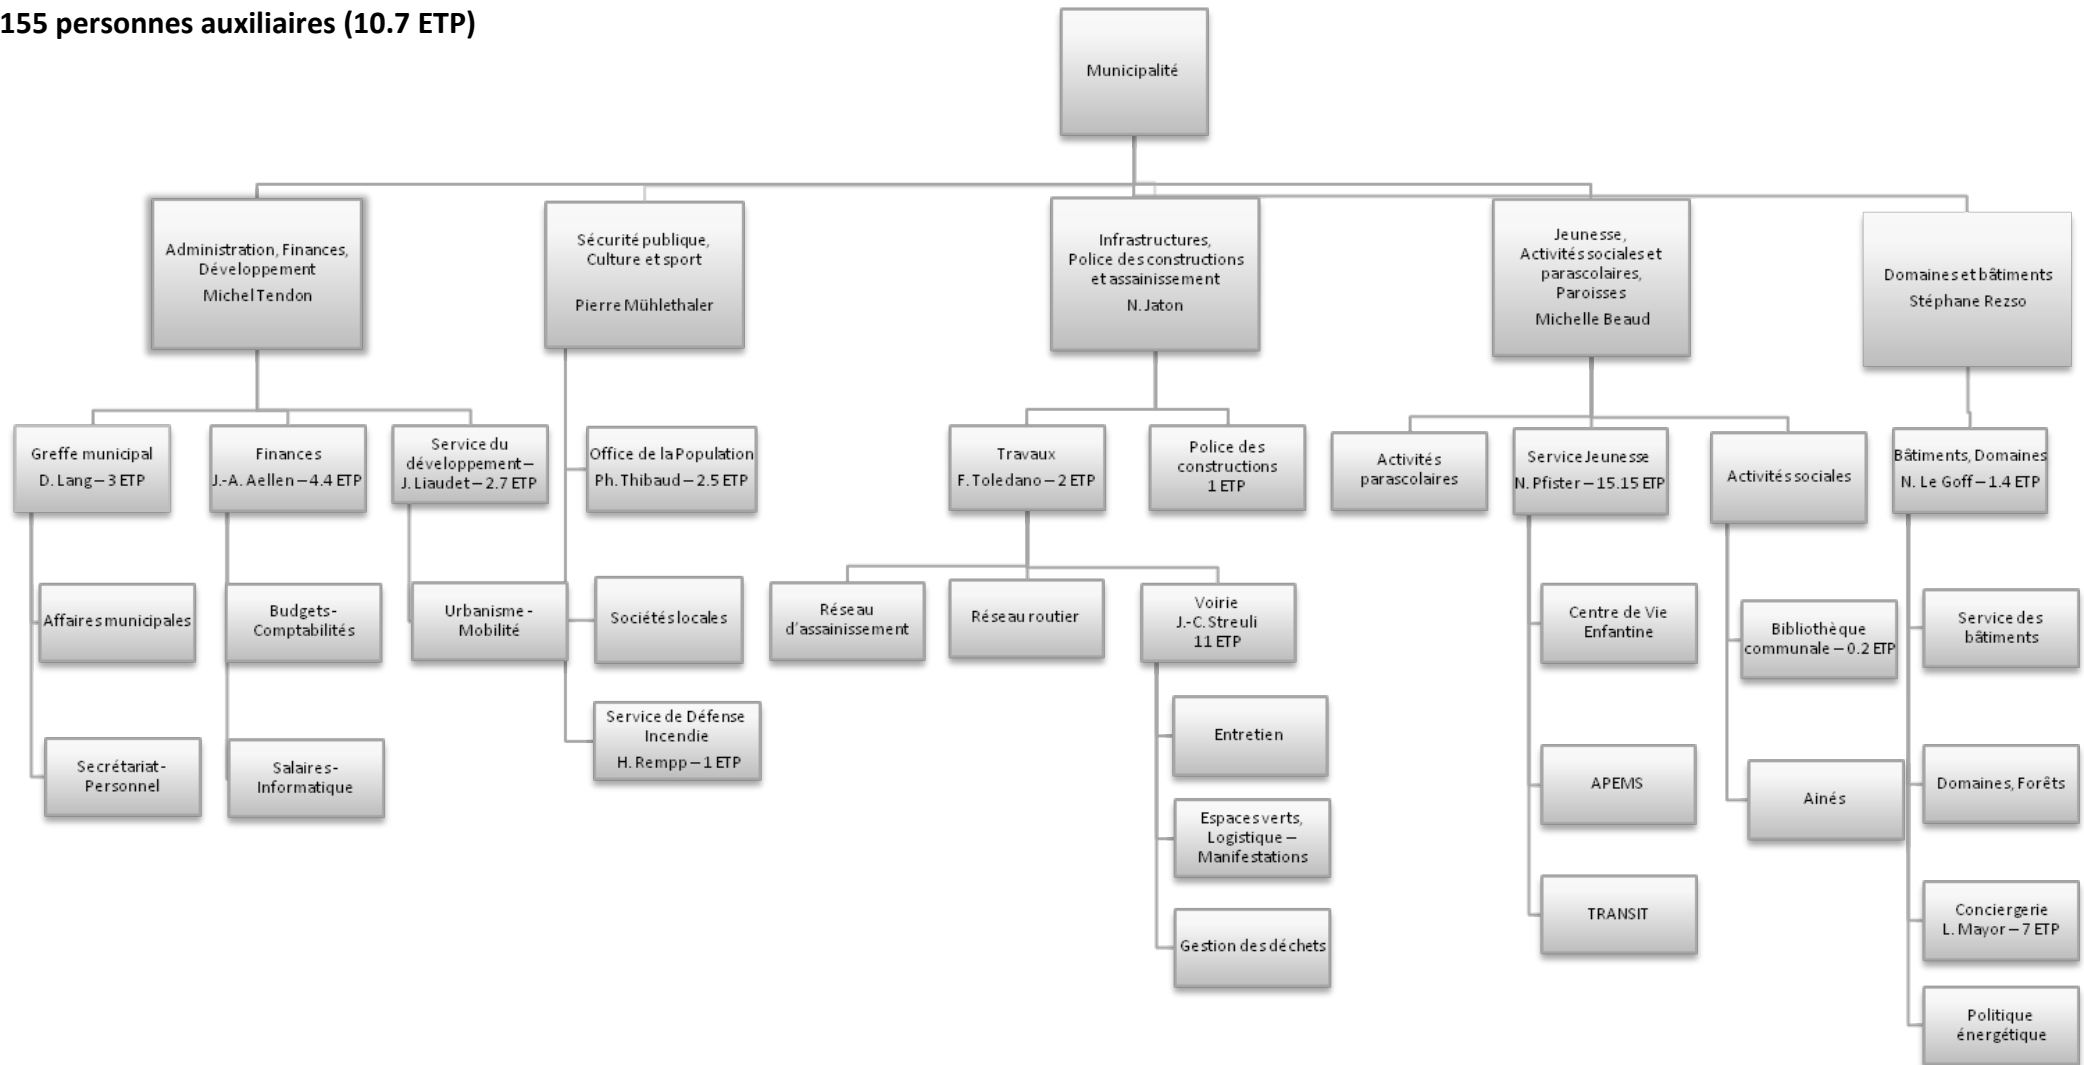 155 personnes auxiliaires (10.7 ETP)
Municipalité
Administration, Finances,
Développement
Michel Tendon
Sécurité publique,
Culture et sport
Pierre Mühlethaler
Infrastructures,
Police des constructions
et assainissement
N. Jaton
Jeunesse,
Activités sociales et
parascolaires,
Paroisses
Michelle Beaud
Domaines et bâtiments
Stéphane Rezso
Greffe municipal
D. Lang – 3 ETP
Finances
J.-A. Aellen – 4.4 ETP
Service du
développement –
J. Liaudet – 2.7 ETP
Office de la Population
Ph. Thibaud – 2.5 ETP
Travaux
F. Toledano – 2 ETP
Police des
constructions
1 ETP
Activités
parascolaires
Service Jeunesse
N. Pfister – 15.15 ETP
Activités sociales
Bâtiments, Domaines
N. Le Goff – 1.4 ETP
Affaires municipales
Budgets-
Comptabilités
Urbanisme -
Mobilité
Sociétés locales
Réseau
d'assainissement
Réseau routier
Voirie
J.-C. Streuli
11 ETP
Centre de Vie
Enfantine
Bibliothèque
communale – 0.2 ETP
Service des
bâtiments
Secrétariat-
Personnel
Salaires-
Informatique
Service de Défense
Incendie
H. Rempp – 1 ETP
Entretien
APEMS
Ainés
Domaines, Forêts
Espaces verts,
Logistique –
Manifestations
TRANSIT
Conciergerie
L. Mayor – 7 ETP
Gestion des déchets
Politique
énergétique